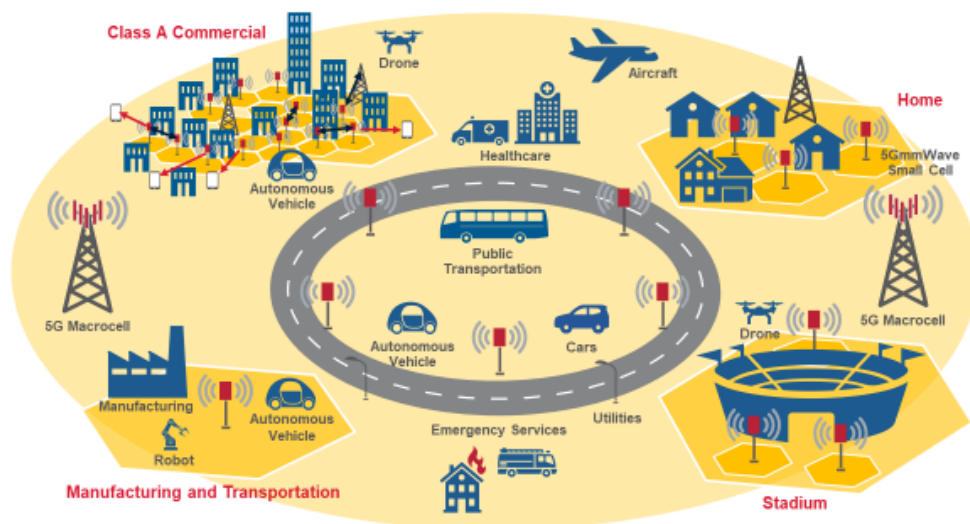 Class A Commercial
Drone
Aircraft
Home
Healthcare
5GmmWave
Small Cell
Autonomous
Vehicle
Public
Transportation
5G Macrocell
5G Macrocell
Drone
Autonomous
Vehicle
Cars
Manufacturing
Autonomous
Vehicle
Robot
Emergency Services
Utilities
Manufacturing and Transportation
Stadium